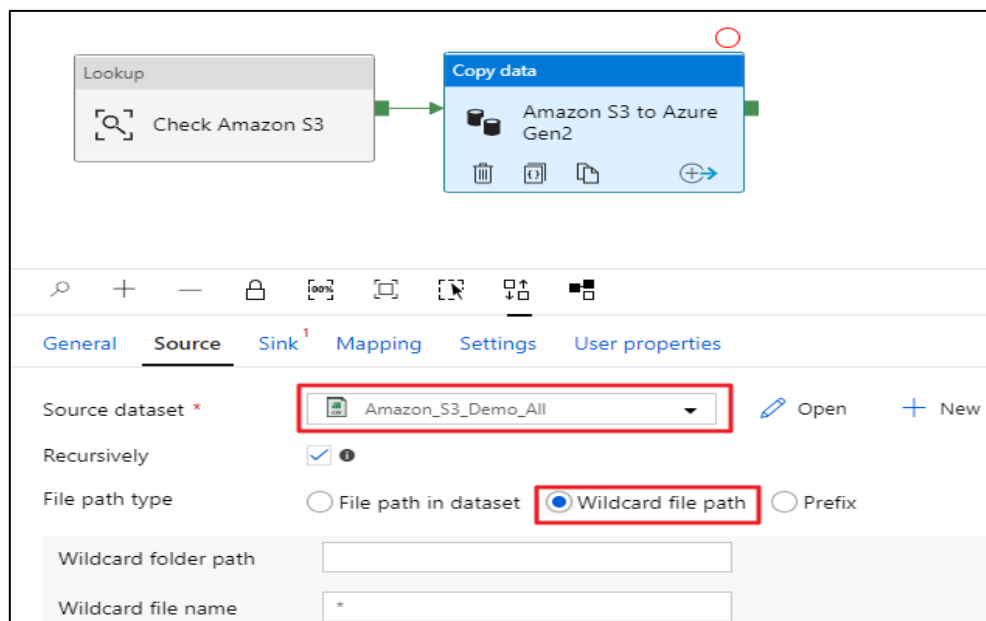 Lookup
Check Amazon S3
Copy data
Amazon S3 to Azure
Gen2
100%
General Source Sink 1 Mapping Settings User properties
Source dataset * Amazon_S3_Demo_All Open + New
Recursively
File path type File path in dataset Wildcard file path Prefix
Wildcard folder path
Wildcard file name *